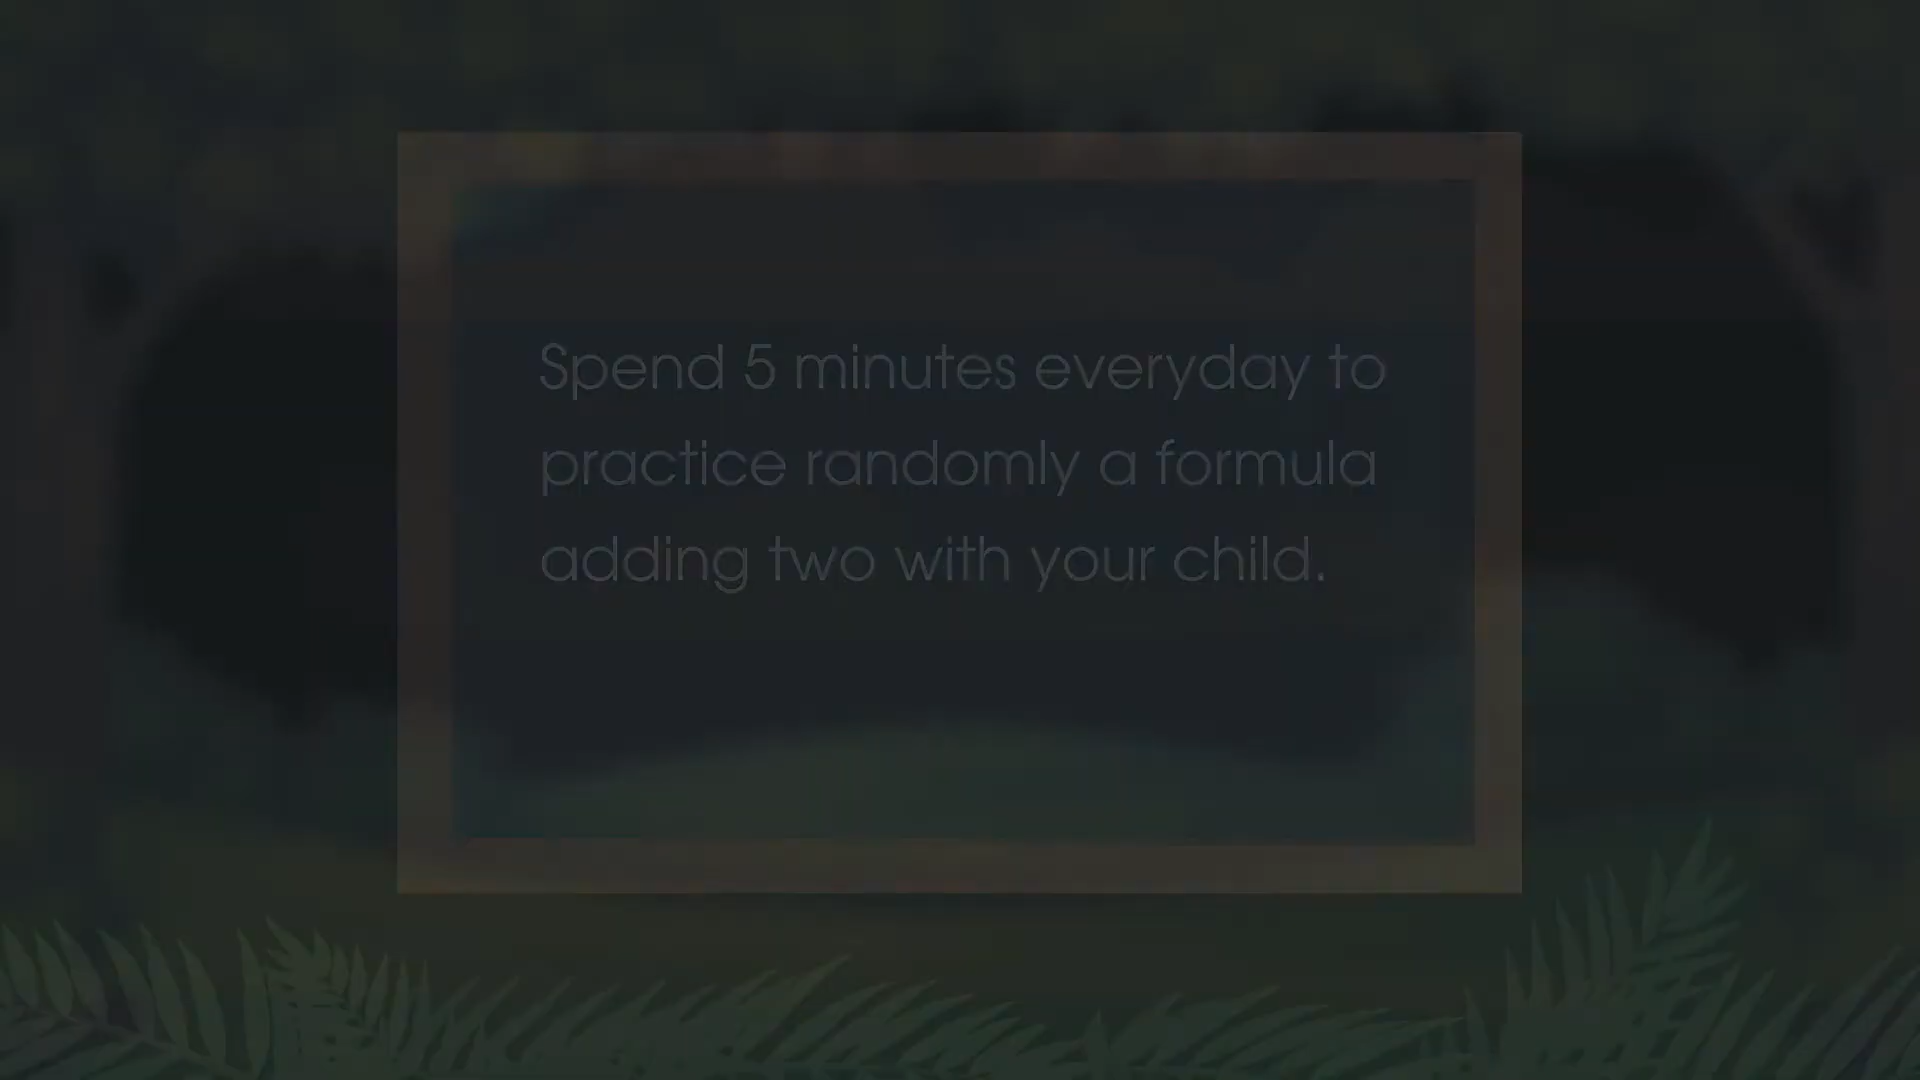 Spend 5 minutes everyday to
practice randomly a formula
adding two with your child.